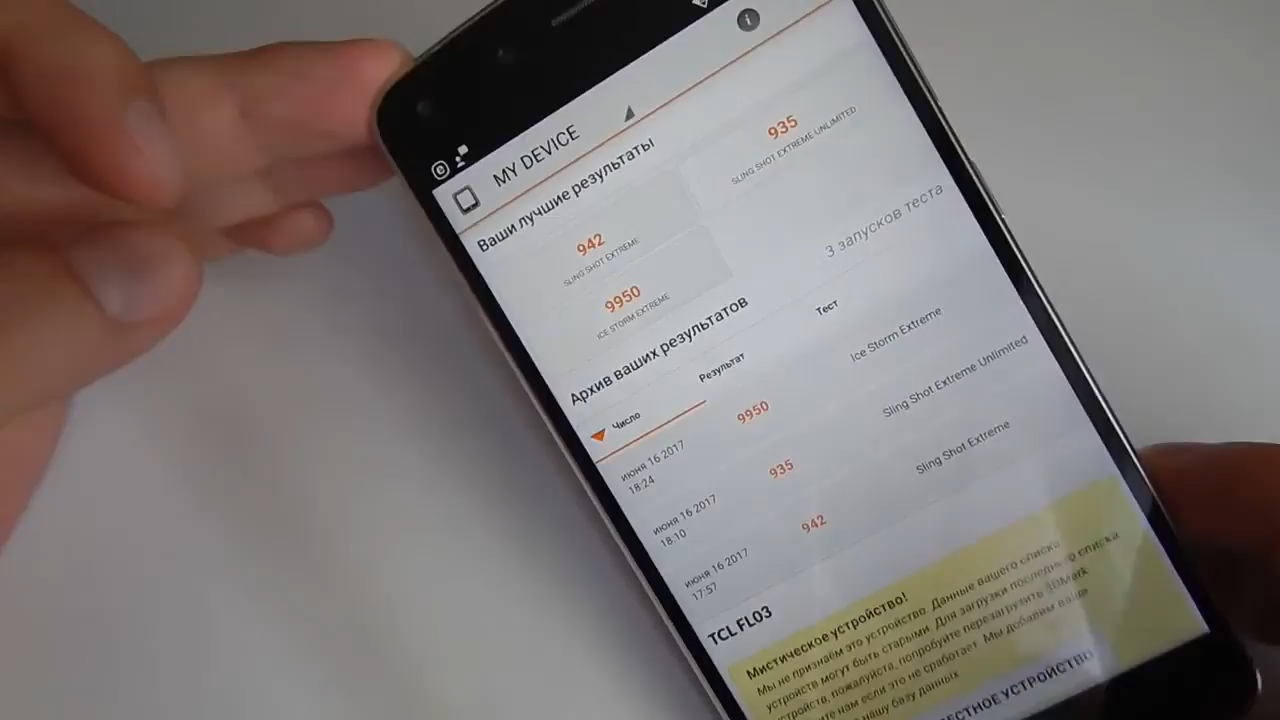 MY DEVICE
Ваши лучшие результаты
942
SLING SHOT EXTREME
935
SLING SHOT EXTREME UNLIMITED
9950
ICE STORM EXTREME
3 запусков теста
Архив ваших результатов
Число Результат Тест
июня 16 2017
18:24
9950 Ice Storm Extreme
июня 16 2017
18:10
935 Sling Shot Extreme Unlimited
июня 16 2017
17:57
942 Sling Shot Extreme
TCL FL03
Мистическое устройство!
Мы не признаём это устройство. Данные вашего списка
устройств могут быть старыми. Для загрузки последнего списка
устройств, пожалуйста, попробуйте перезагрузить 3DMark
нам если это не сработает. Мы добавим ваше
нашу базу данных
УСТРОЙСТВО